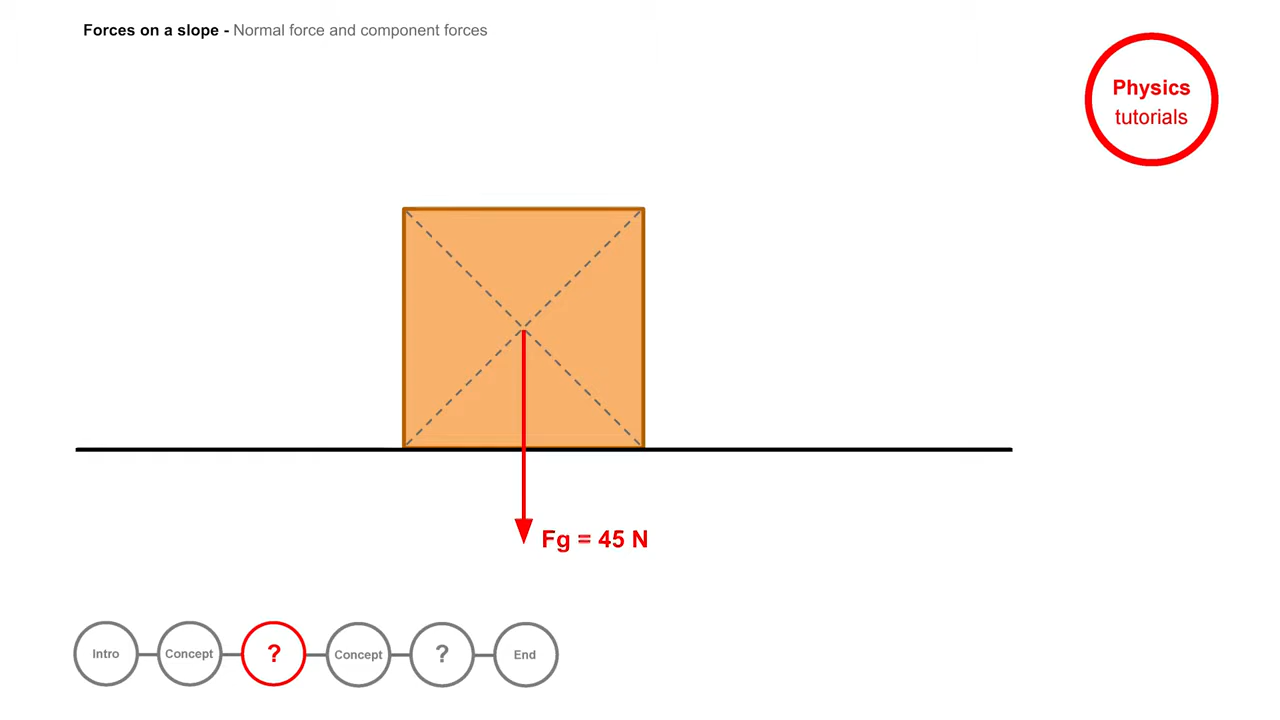 Forces on a slope - Normal force and component forces
Physics
tutorials
Fg = 45 N
Intro
Concept
?
Concept
?
End